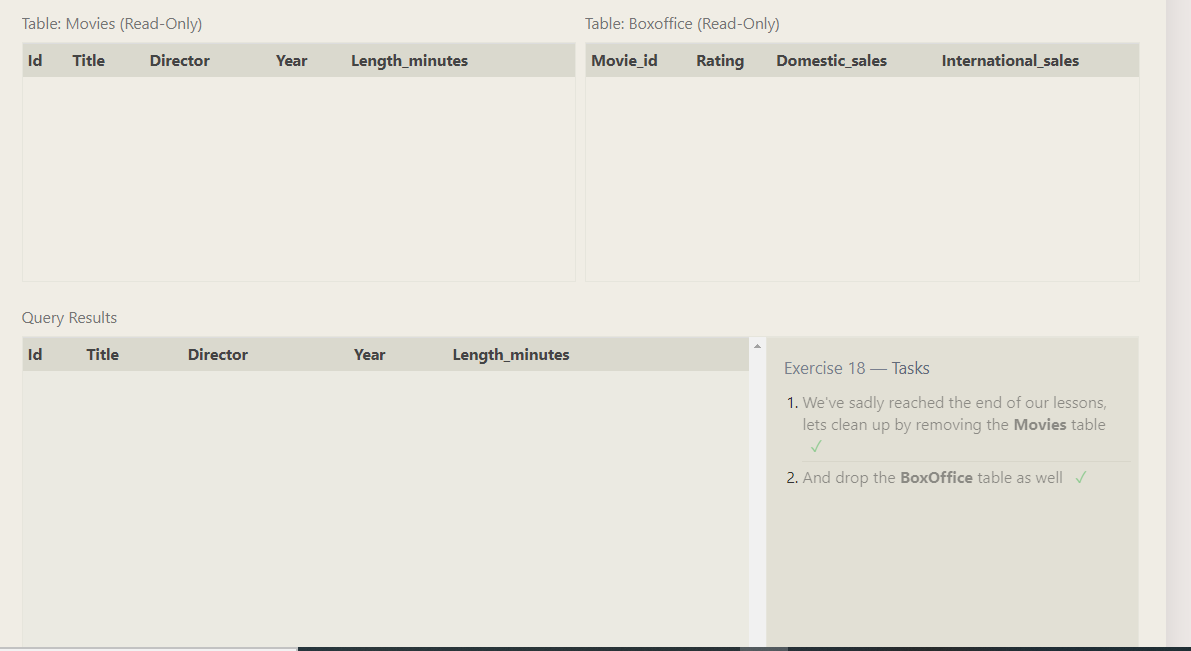 Table: Movies (Read-Only)
Table: Boxoffice (Read-Only)
Id Title Director Year Length_minutes
Movie_id Rating Domestic_sales International_sales
Query Results
Id Title Director Year Length_minutes
Exercise 18 — Tasks
1. We've sadly reached the end of our lessons,
lets clean up by removing the Movies table
✓
2. And drop the BoxOffice table as well ✓